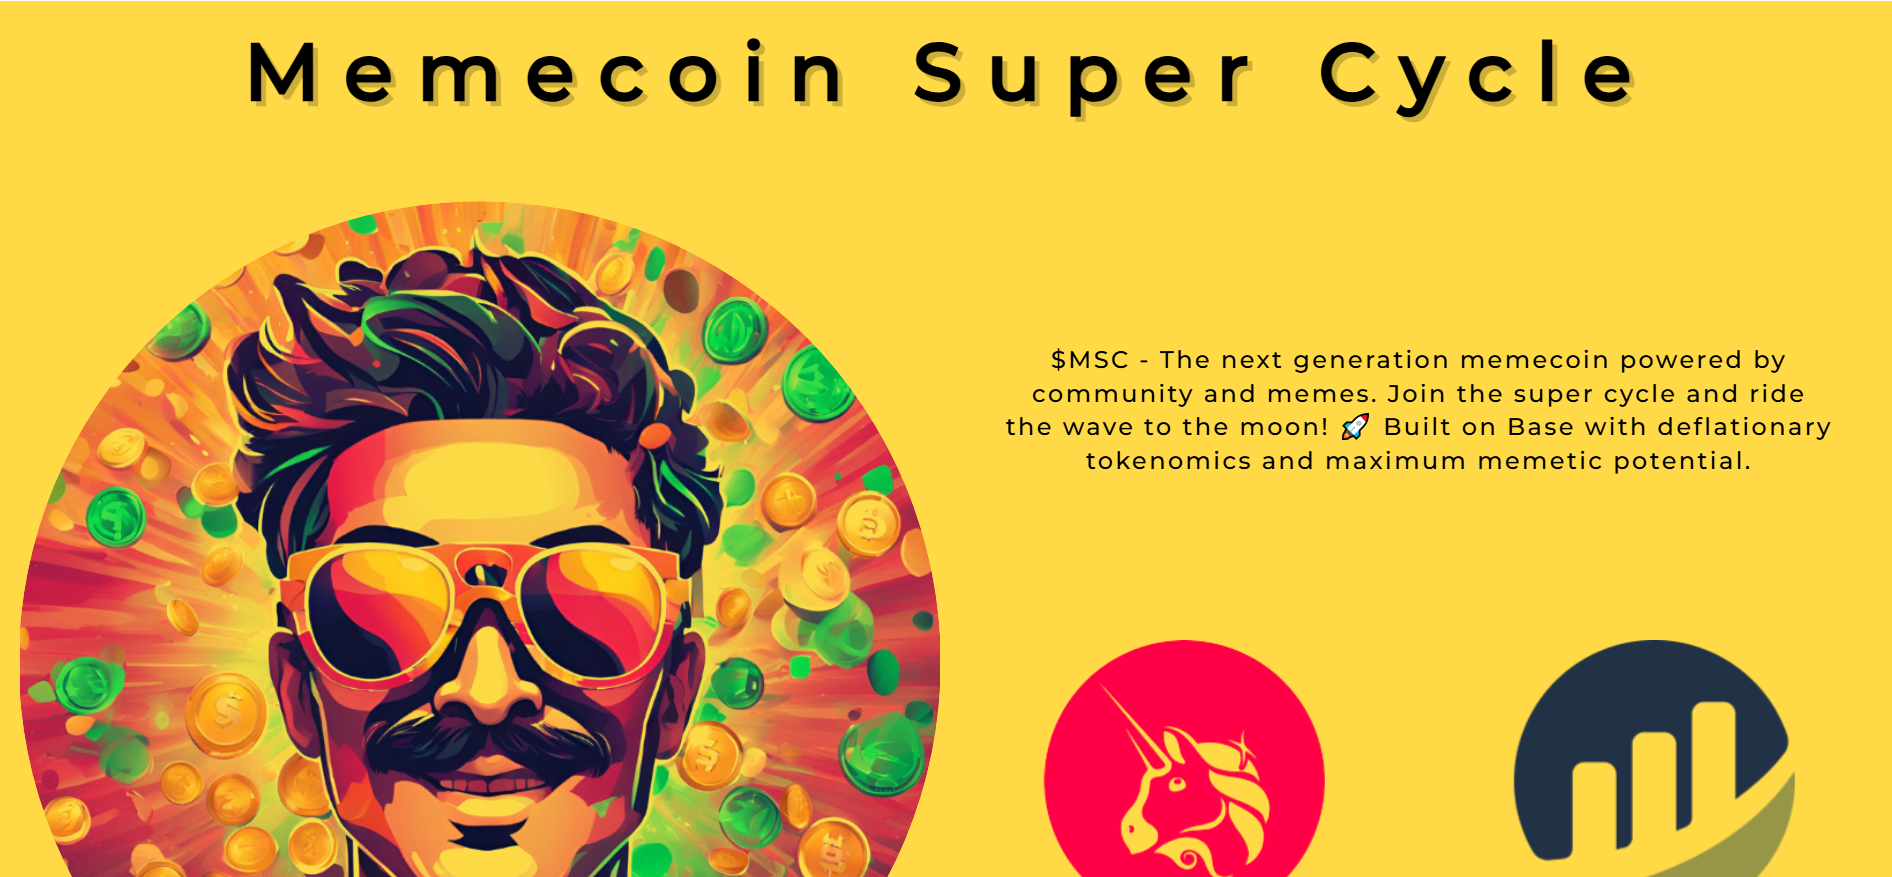 Memecoin Super Cycle
$MSC - The next generation memecoin powered by
community and memes. Join the super cycle and ride
the wave to the moon! 🚀 Built on Base with deflationary
tokenomics and maximum memetic potential.